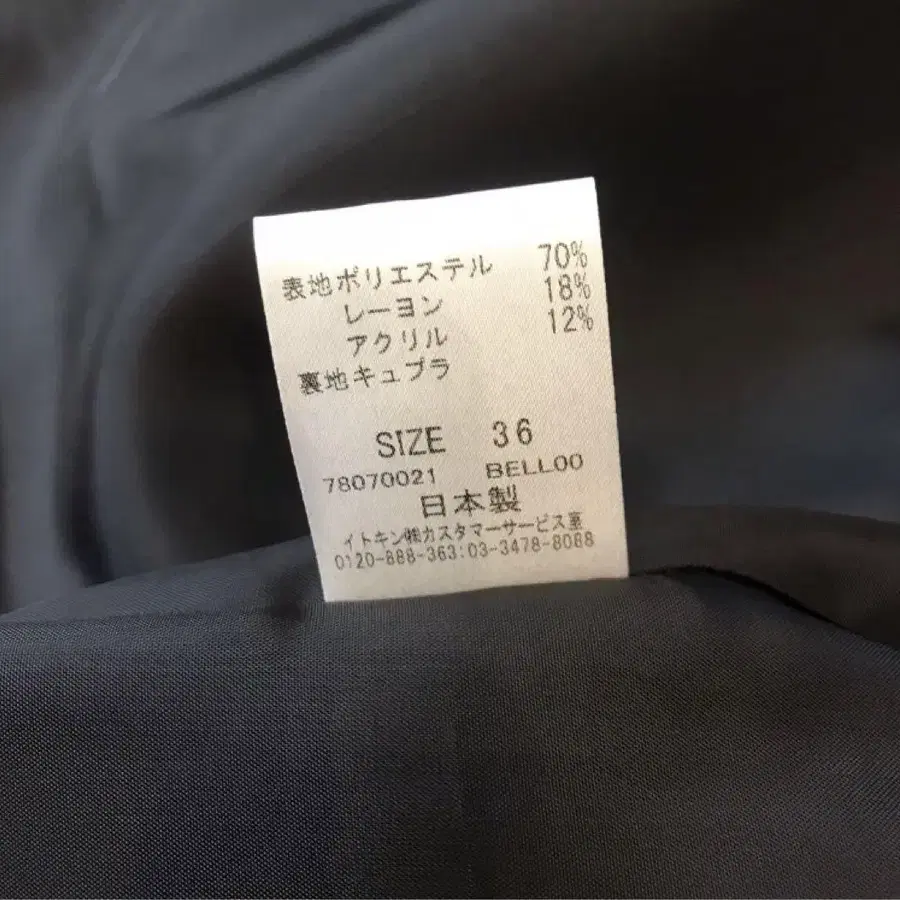 表地ポリエステル 70%
レーヨン 18%
アクリル 12%
裏地キュプラ
SIZE 36
78070021 BELLOO
日本製
イトキン㈱カスタマーサービス室
0120-888-363:03-3478-8088